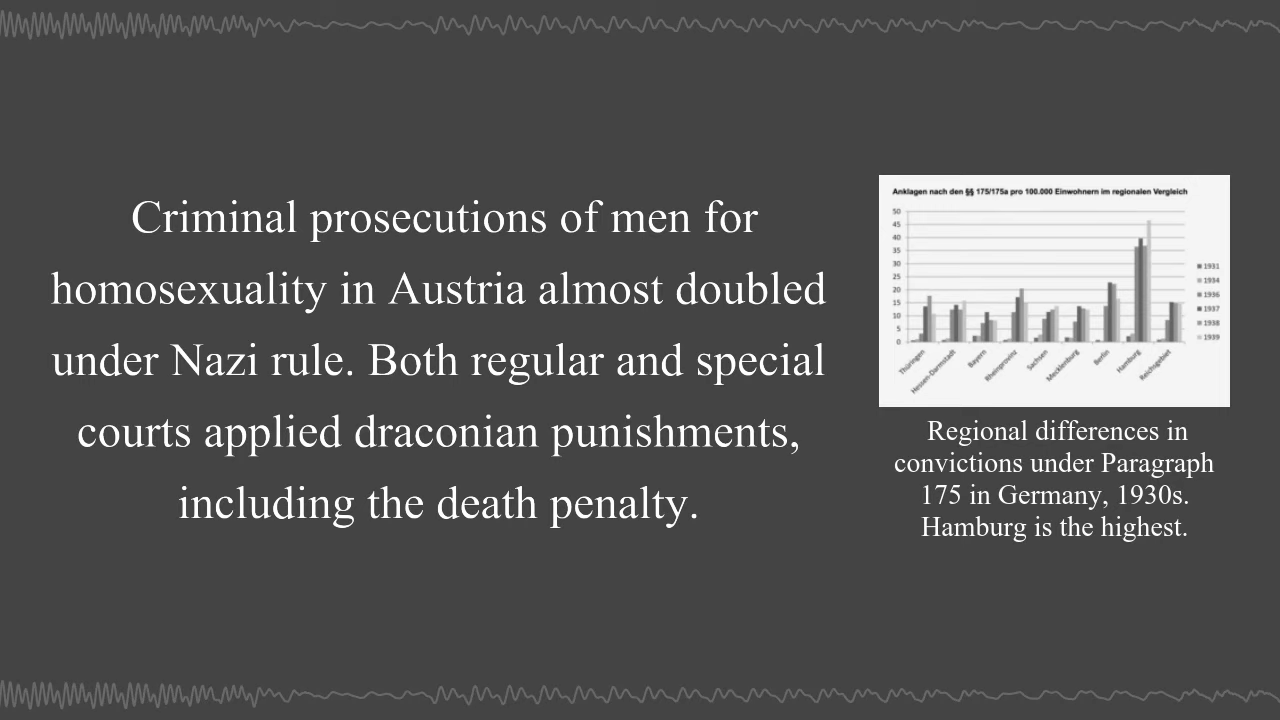 Criminal prosecutions of men for
homosexuality in Austria almost doubled
under Nazi rule. Both regular and special
courts applied draconian punishments,
including the death penalty.
Anklagen nach den §§ 175/175a pro 100.000 Einwohnern im regionalen Vergleich
50
45
40
35
30
25
20
15
10
5
0
1931
1934
1936
1937
1938
1939
Thüringen
Hessen-Darmstadt
Bayern
Rheinprovinz
Sachsen
Mecklenburg
Berlin
Hamburg
Reichsgebiet
Regional differences in
convictions under Paragraph
175 in Germany, 1930s.
Hamburg is the highest.